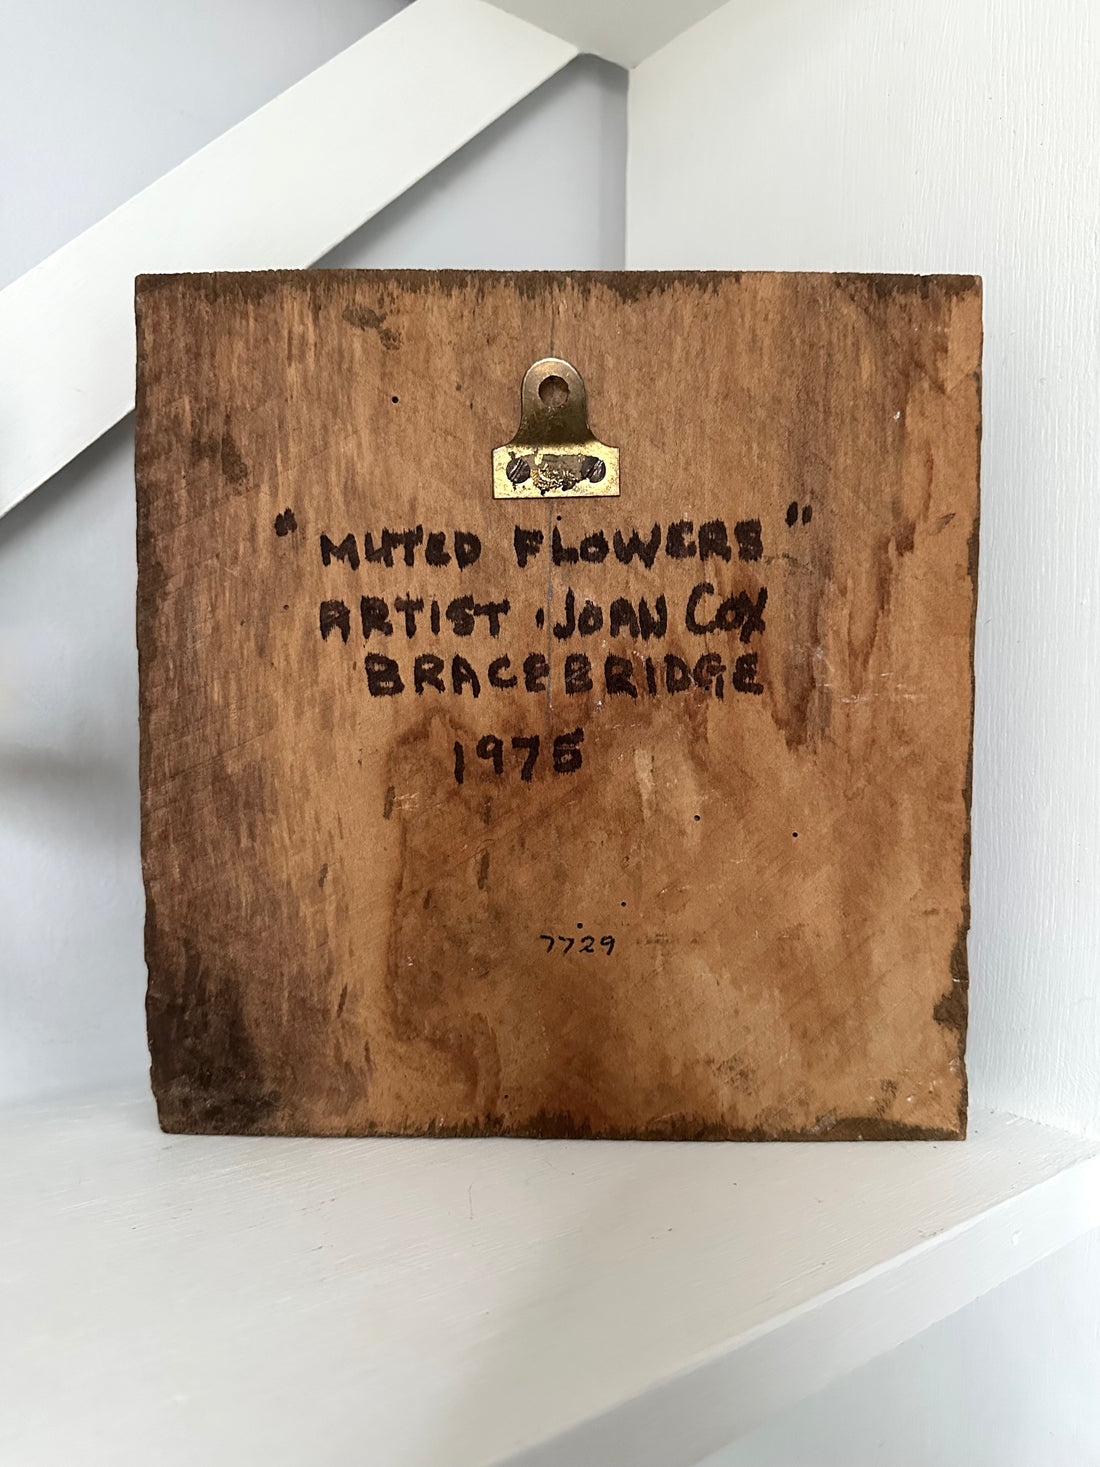 "MUTED FLOWERS"
ARTIST · JOAN COX
BRACEBRIDGE
1975
7729